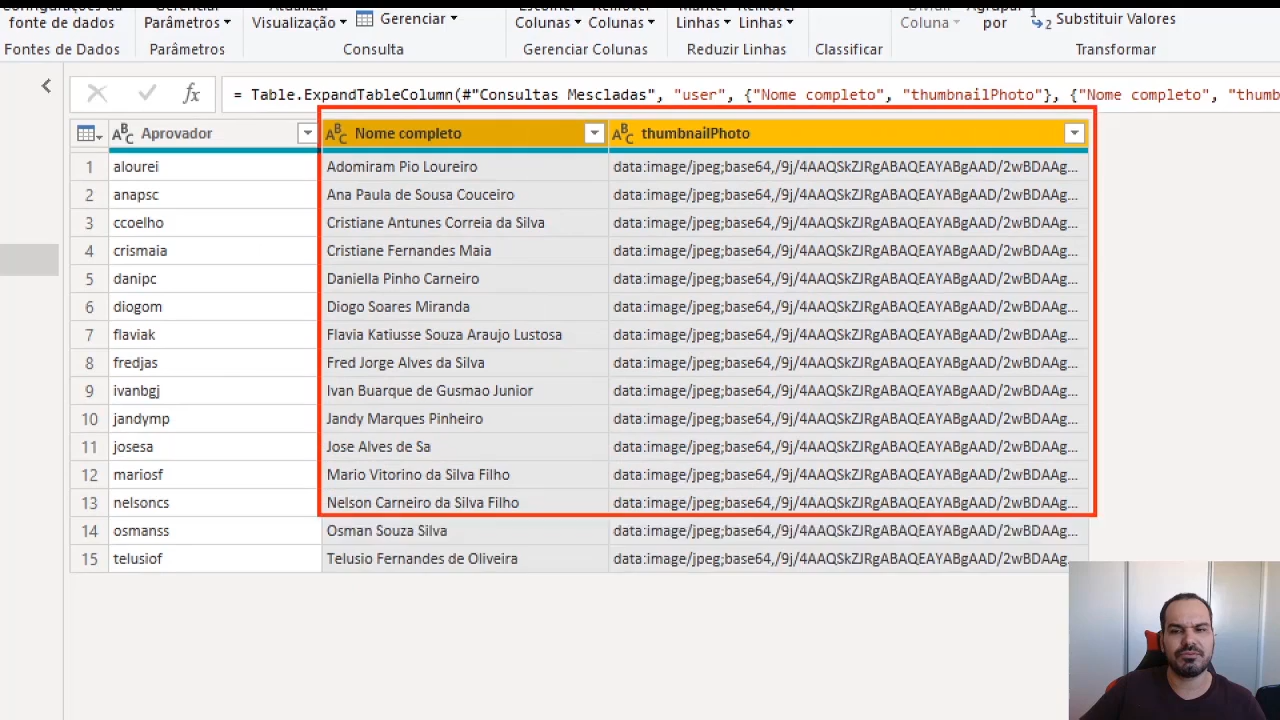 fonte de dados
Parâmetros
Visualização
Gerenciar
Colunas Colunas
Linhas Linhas
Coluna
por
Substituir Valores
Fontes de Dados
Parâmetros
Consulta
Gerenciar Colunas
Reduzir Linhas
Classificar
Transformar
fx = Table.ExpandTableColumn(#"Consultas Mescladas", "user", {"Nome completo", "thumbnailPhoto"}, {"Nome completo", "thumb
ABC Aprovador ABC Nome completo ABC thumbnailPhoto
1 alourei Adomiram Pio Loureiro data:image/jpeg;base64,/9j/4AAQSkZJRgABAQEAYABgAAD/2wBDAAg...
2 anapsc Ana Paula de Sousa Couceiro data:image/jpeg;base64,/9j/4AAQSkZJRgABAQEAYABgAAD/2wBDAAg...
3 ccoelho Cristiane Antunes Correia da Silva data:image/jpeg;base64,/9j/4AAQSkZJRgABAQEAYABgAAD/2wBDAAg...
4 crismaia Cristiane Fernandes Maia data:image/jpeg;base64,/9j/4AAQSkZJRgABAQEAYABgAAD/2wBDAAg...
5 danipc Daniella Pinho Carneiro data:image/jpeg;base64,/9j/4AAQSkZJRgABAQEAYABgAAD/2wBDAAg...
6 diogom Diogo Soares Miranda data:image/jpeg;base64,/9j/4AAQSkZJRgABAQEAYABgAAD/2wBDAAg...
7 flaviak Flavia Katiusse Souza Araujo Lustosa data:image/jpeg;base64,/9j/4AAQSkZJRgABAQEAYABgAAD/2wBDAAg...
8 fredjas Fred Jorge Alves da Silva data:image/jpeg;base64,/9j/4AAQSkZJRgABAQEAYABgAAD/2wBDAAg...
9 ivanbgj Ivan Buarque de Gusmao Junior data:image/jpeg;base64,/9j/4AAQSkZJRgABAQEAYABgAAD/2wBDAAg...
10 jandymp Jandy Marques Pinheiro data:image/jpeg;base64,/9j/4AAQSkZJRgABAQEAYABgAAD/2wBDAAg...
11 josesa Jose Alves de Sa data:image/jpeg;base64,/9j/4AAQSkZJRgABAQEAYABgAAD/2wBDAAg...
12 mariosf Mario Vitorino da Silva Filho data:image/jpeg;base64,/9j/4AAQSkZJRgABAQEAYABgAAD/2wBDAAg...
13 nelsoncs Nelson Carneiro da Silva Filho data:image/jpeg;base64,/9j/4AAQSkZJRgABAQEAYABgAAD/2wBDAAg...
14 osmanss Osman Souza Silva data:image/jpeg;base64,/9j/4AAQSkZJRgABAQEAYABgAAD/2wBDAAg...
15 telusiof Telusio Fernandes de Oliveira data:image/jpeg;base64,/9j/4AAQSkZJRgABAQEAYABgAAD/2wBDAAg...